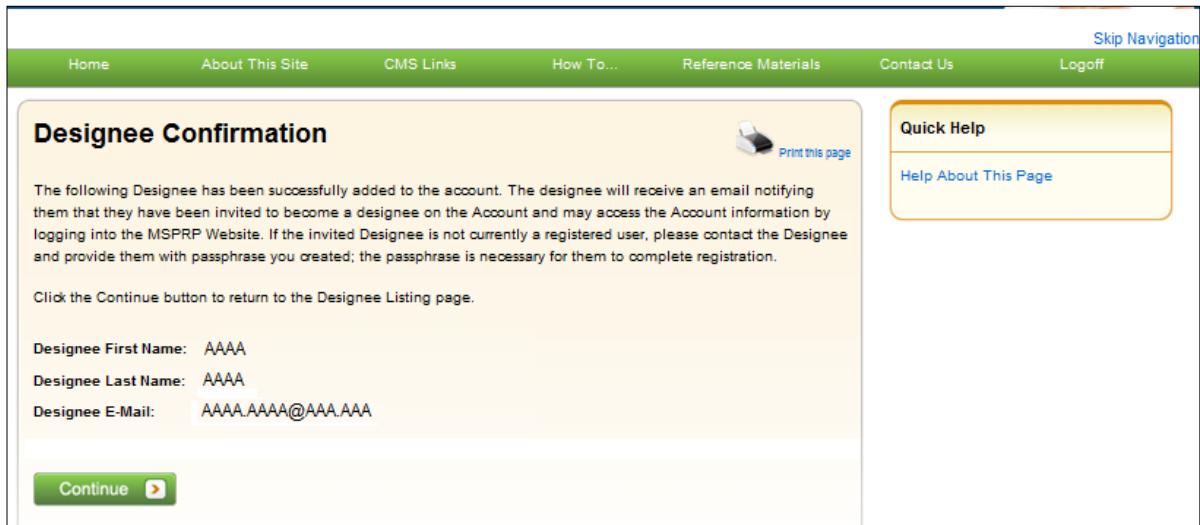 Skip Navigation
Home About This Site CMS Links How To... Reference Materials Contact Us Logoff
Designee Confirmation
Print this page
Quick Help
Help About This Page
The following Designee has been successfully added to the account. The designee will receive an email notifying
them that they have been invited to become a designee on the Account and may access the Account information by
logging into the MSPRP Website. If the invited Designee is not currently a registered user, please contact the Designee
and provide them with passphrase you created; the passphrase is necessary for them to complete registration.
Click the Continue button to return to the Designee Listing page.
Designee First Name: AAAA
Designee Last Name: AAAA
Designee E-Mail: AAAA.AAAA@AAA.AAA
Continue